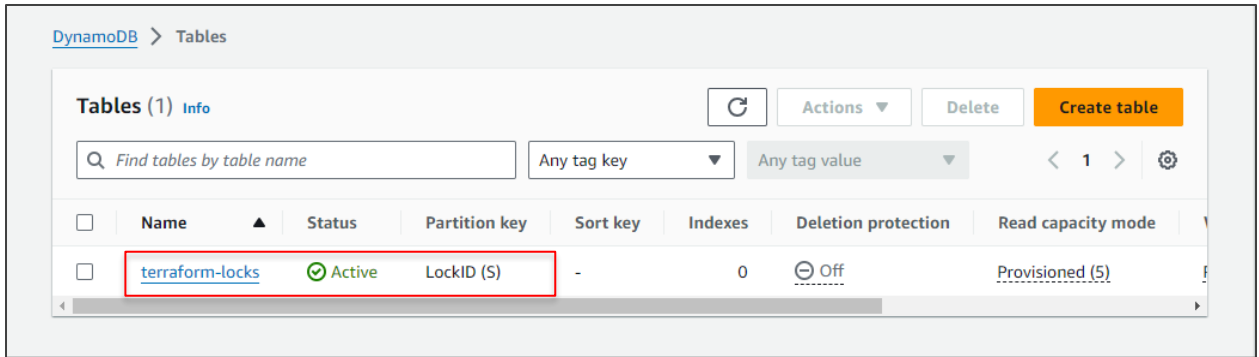 DynamoDB > Tables
Tables (1) Info
Actions ▼ Delete Create table
Find tables by table name Any tag key ▼ Any tag value ▼ < 1 >
Name ▲ Status Partition key Sort key Indexes Deletion protection Read capacity mode
terraform-locks Active LockID (S) - 0 Off Provisioned (5)